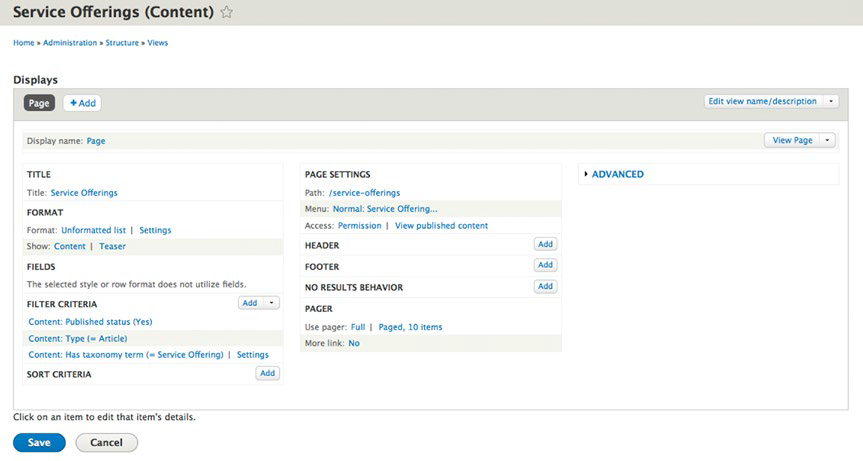 Service Offerings (Content)
Home » Administration » Structure » Views
Displays
Page
+ Add
Edit view name/description
Display name: Page
View Page
TITLE
Title: Service Offerings
FORMAT
Format: Unformatted list | Settings
Show: Content | Teaser
FIELDS
The selected style or row format does not utilize fields.
FILTER CRITERIA
Add
Content: Published status (Yes)
Content: Type (= Article)
Content: Has taxonomy term (= Service Offering) | Settings
SORT CRITERIA
Add
PAGE SETTINGS
Path: /service-offerings
Menu: Normal: Service Offering...
Access: Permission | View published content
HEADER
Add
FOOTER
Add
NO RESULTS BEHAVIOR
Add
PAGER
Use pager: Full | Paged, 10 items
More link: No
ADVANCED
Click on an item to edit that item's details.
Save
Cancel